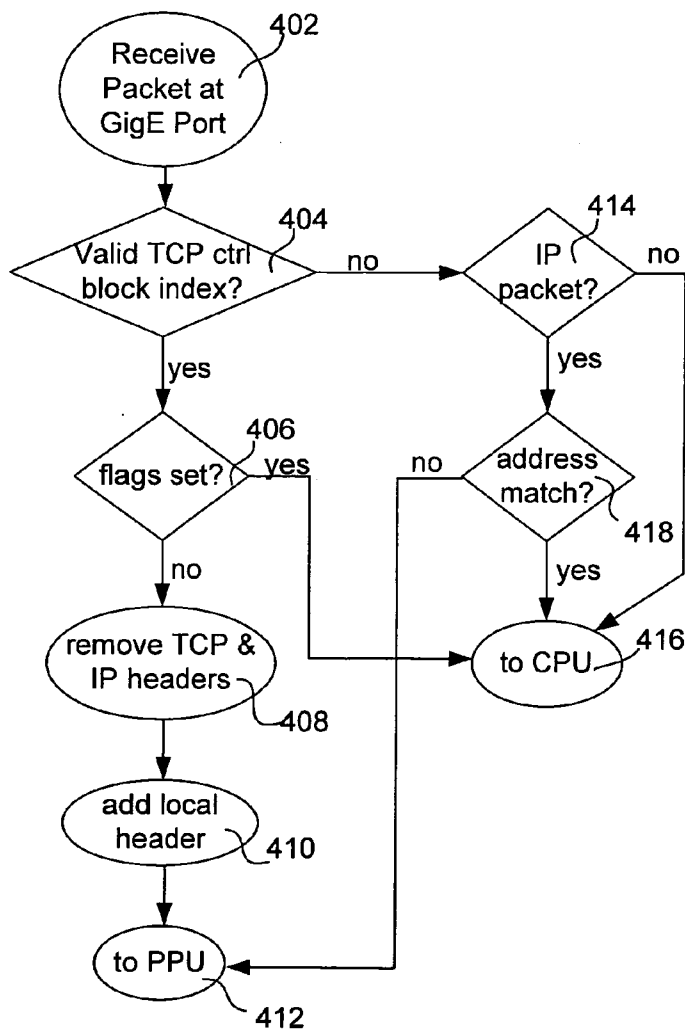 402
Receive
Packet at
GigE Port
Valid TCP ctrl
block index?
404
no
414
IP
packet?
no
yes
yes
406
flags set?
yes
no
address
match?
418
no
yes
remove TCP &
IP headers
408
to CPU
416
add local
header
410
to PPU
412